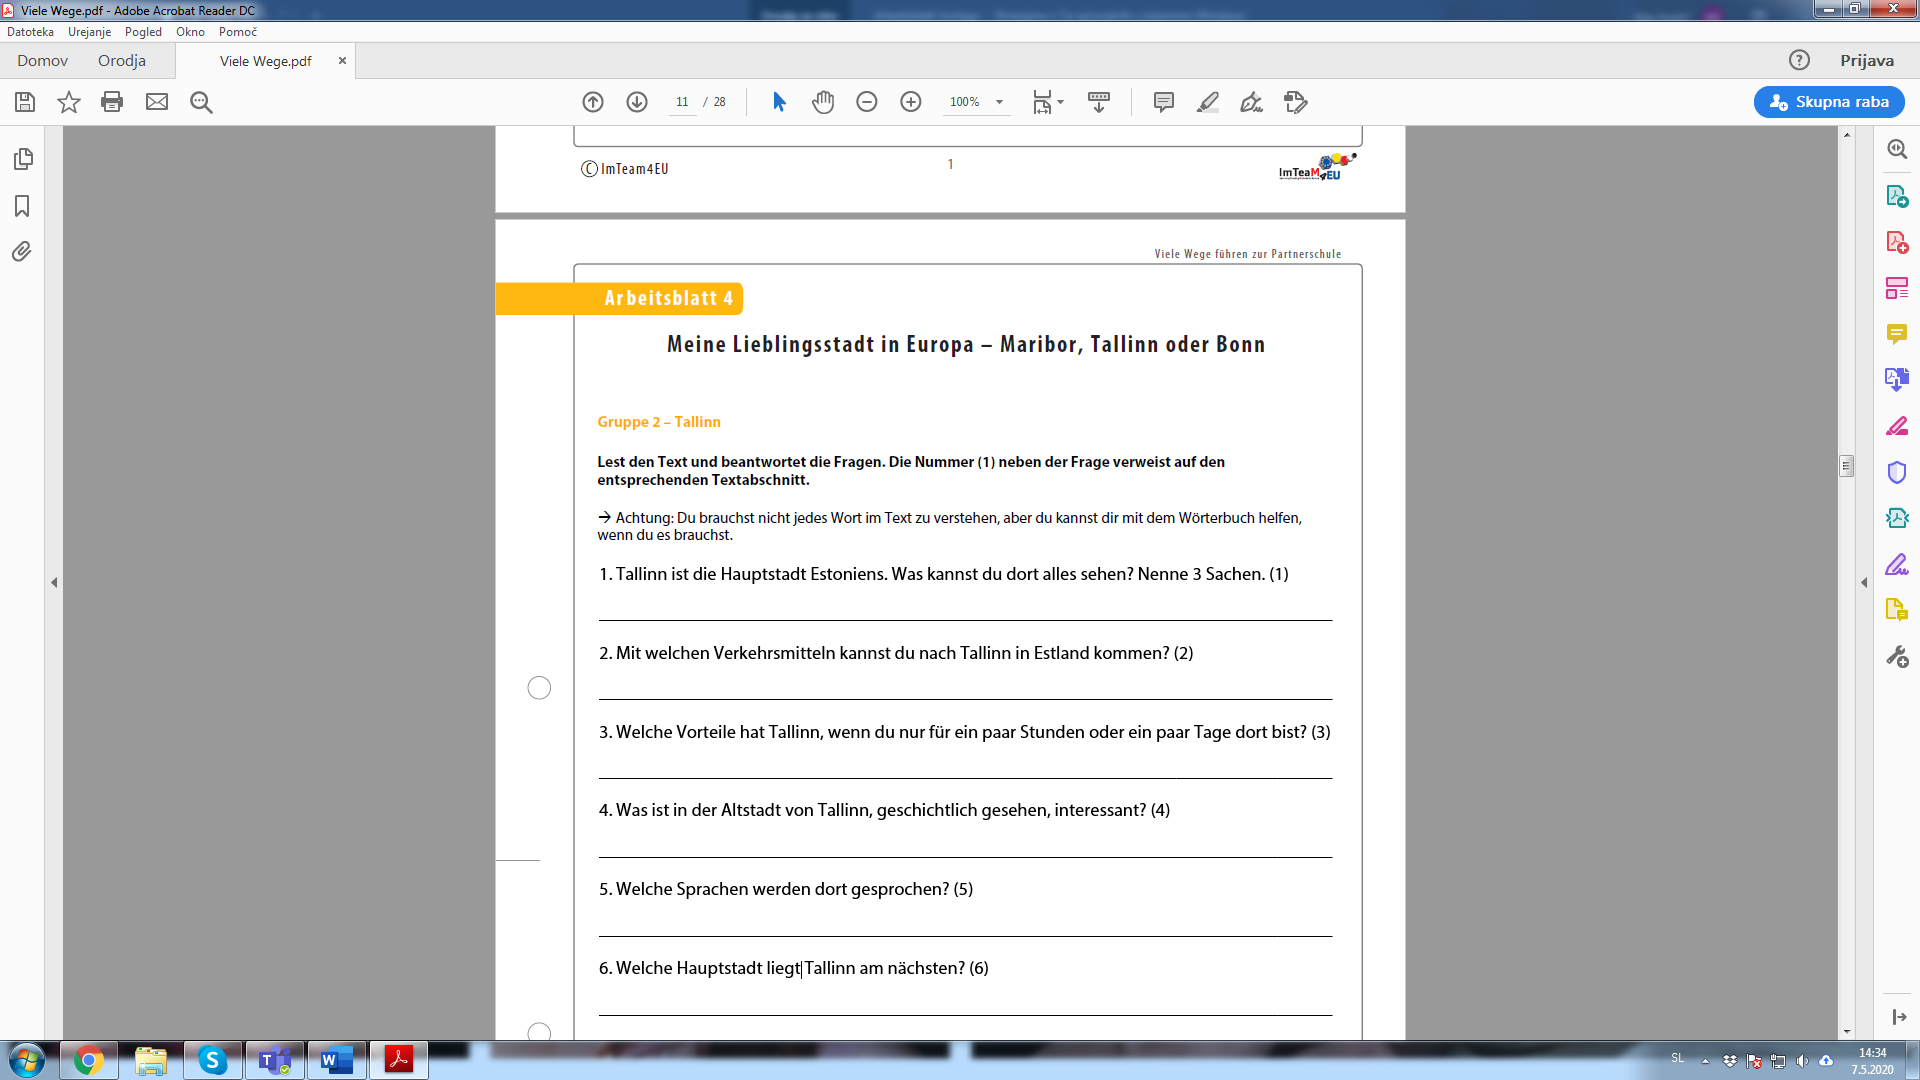 Viele Wege.pdf - Adobe Acrobat Reader DC
Datoteka Urejanje Pogled Okno Pomoč
Domov Orodja Viele Wege.pdf Prijava
11 / 28 100% Skupna raba
© ImTeam4EU 1 ImTeaM4EU
Viele Wege führen zur Partnerschule
Arbeitsblatt 4
Meine Lieblingsstadt in Europa – Maribor, Tallinn oder Bonn
Gruppe 2 – Tallinn
Lest den Text und beantwortet die Fragen. Die Nummer (1) neben der Frage verweist auf den
entsprechenden Textabschnitt.
→ Achtung: Du brauchst nicht jedes Wort im Text zu verstehen, aber du kannst dir mit dem Wörterbuch helfen,
wenn du es brauchst.
1. Tallinn ist die Hauptstadt Estoniens. Was kannst du dort alles sehen? Nenne 3 Sachen. (1)
2. Mit welchen Verkehrsmitteln kannst du nach Tallinn in Estland kommen? (2)
3. Welche Vorteile hat Tallinn, wenn du nur für ein paar Stunden oder ein paar Tage dort bist? (3)
4. Was ist in der Altstadt von Tallinn, geschichtlich gesehen, interessant? (4)
5. Welche Sprachen werden dort gesprochen? (5)
6. Welche Hauptstadt liegt Tallinn am nächsten? (6)
SL 14:34
7.5.2020